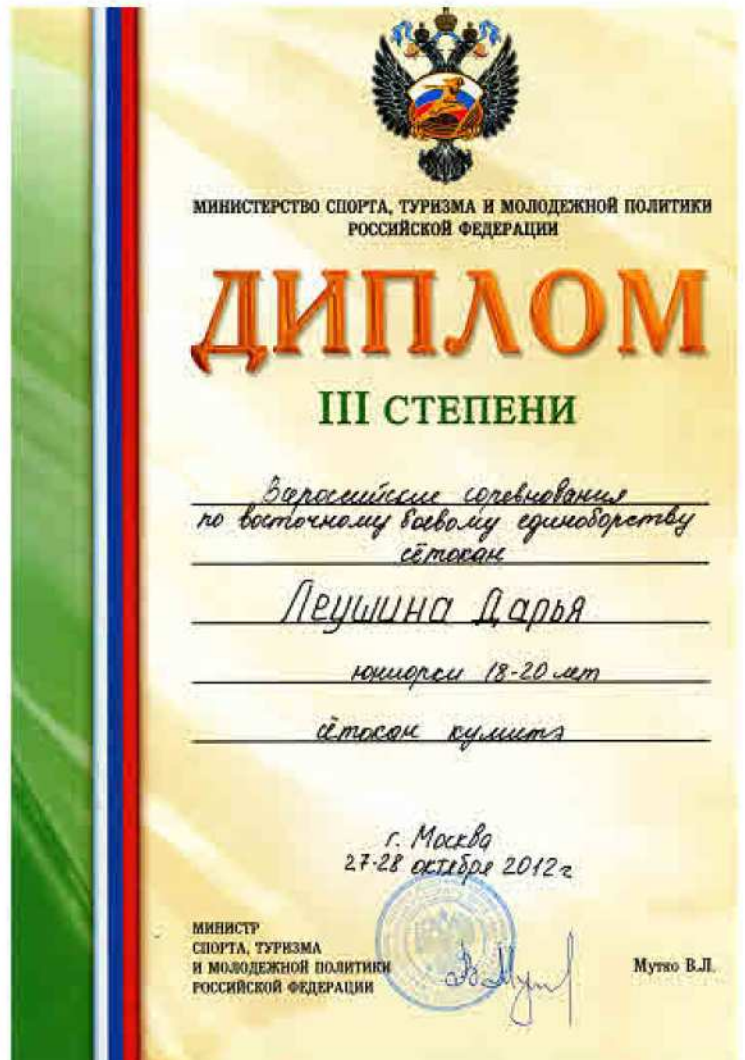 МИНИСТЕРСТВО СПОРТА, ТУРИЗМА И МОЛОДЕЖНОЙ ПОЛИТИКИ
РОССИЙСКОЙ ФЕДЕРАЦИИ
ДИПЛОМ
III СТЕПЕНИ
Всероссийские соревнования
по восточному боевому единоборству
сётокан
Леушина Дарья
юниорки 18-20 лет
сётокан кумитэ
г. Москва
27-28 октября 2012 г
МИНИСТР
СПОРТА, ТУРИЗМА
И МОЛОДЕЖНОЙ ПОЛИТИКИ
РОССИЙСКОЙ ФЕДЕРАЦИИ
Мутко В.Л.